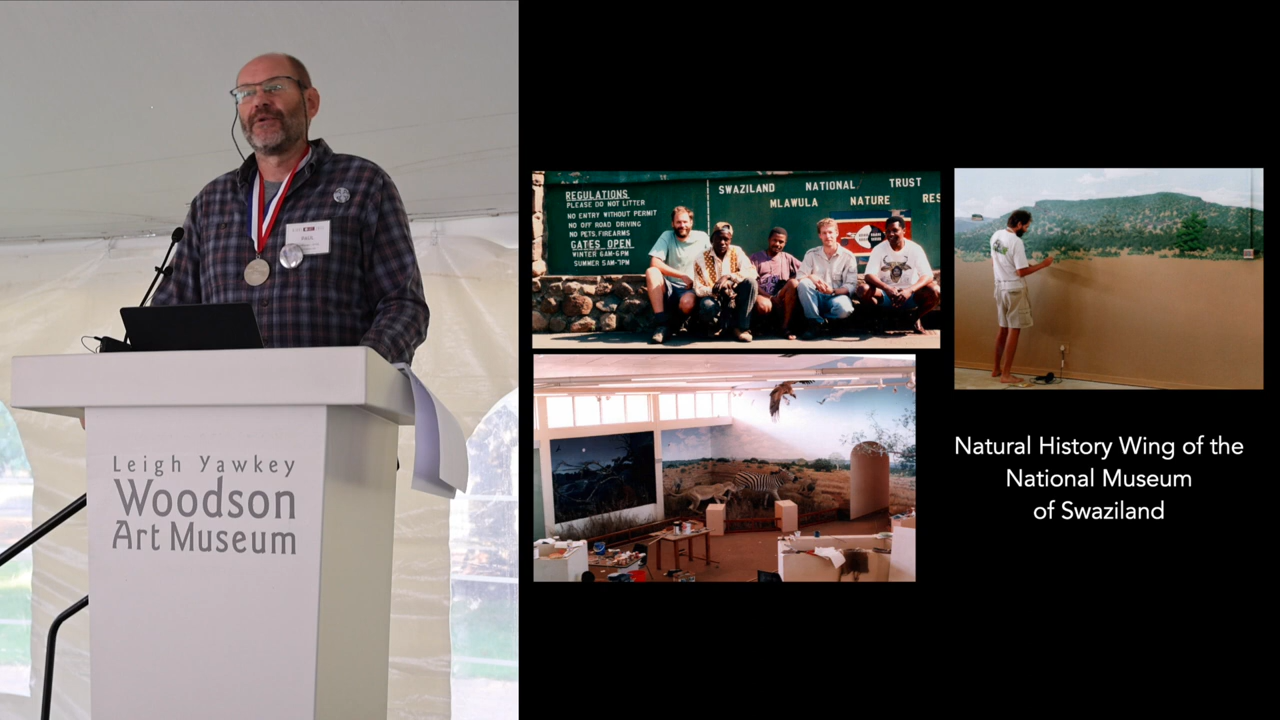 PAUL
Leigh Yawkey
Woodson
Art Museum
REGULATIONS
PLEASE DO NOT LITTER
NO ENTRY WITHOUT PERMIT
NO OFF ROAD DRIVING
NO PETS, FIREARMS
GATES OPEN
WINTER 6AM-6PM
SUMMER 5AM-7PM
SWAZILAND NATIONAL TRUST
MLAWULA NATURE RES
Natural History Wing of the
National Museum
of Swaziland